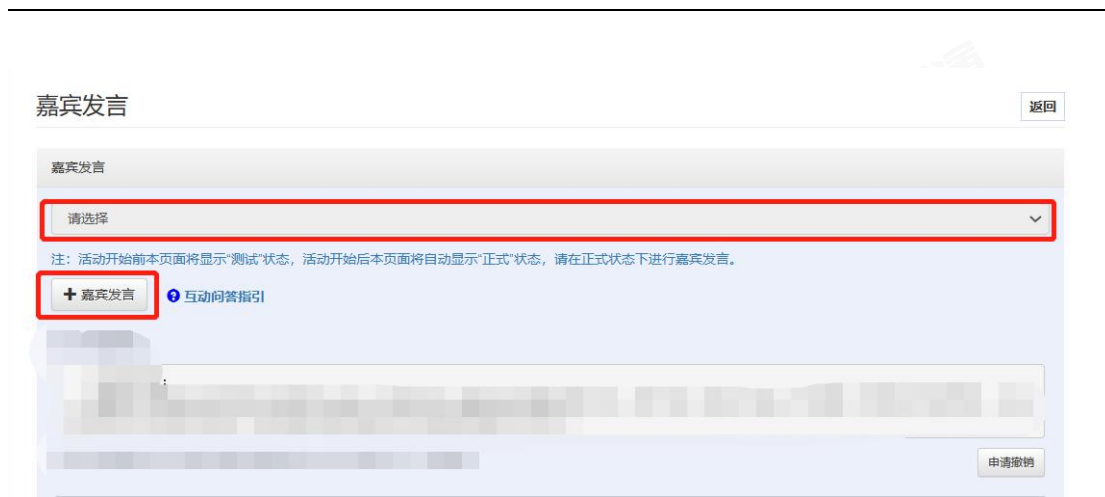 嘉宾发言
返回
嘉宾发言
请选择
注：活动开始前本页面将显示“测试”状态，活动开始后本页面将自动显示“正式”状态，请在正式状态下进行嘉宾发言。
+ 嘉宾发言
? 互动问答指引
:
申请撤销